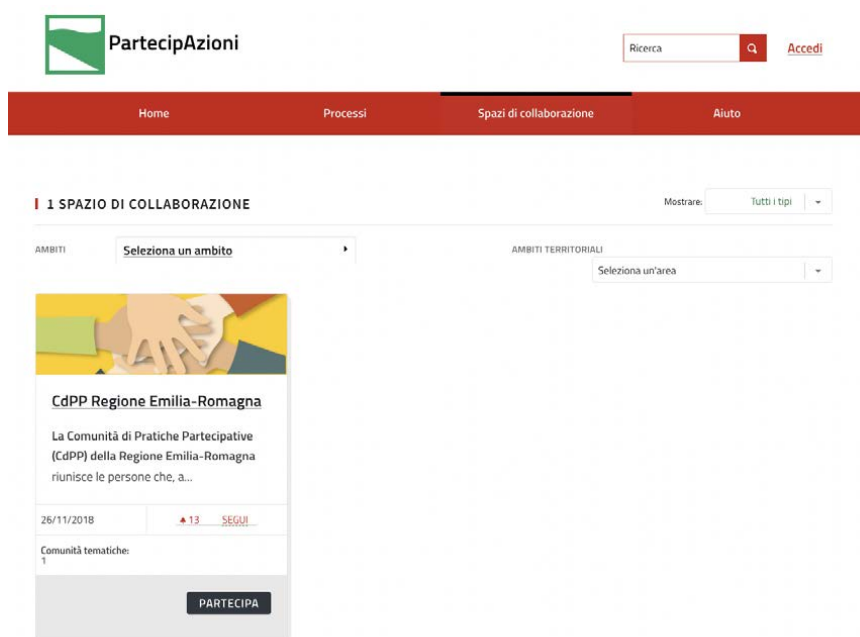 PartecipAzioni
Ricerca
Accedi
Home
Processi
Spazi di collaborazione
Aiuto
1 SPAZIO DI COLLABORAZIONE
Mostrare:
Tutti i tipi
AMBITI
Seleziona un ambito
AMBITI TERRITORIALI
Seleziona un'area
CdPP Regione Emilia-Romagna
La Comunità di Pratiche Partecipative
(CdPP) della Regione Emilia-Romagna
riunisce le persone che, a...
26/11/2018
13
SEGUI
Comunità tematiche:
1
PARTECIPA